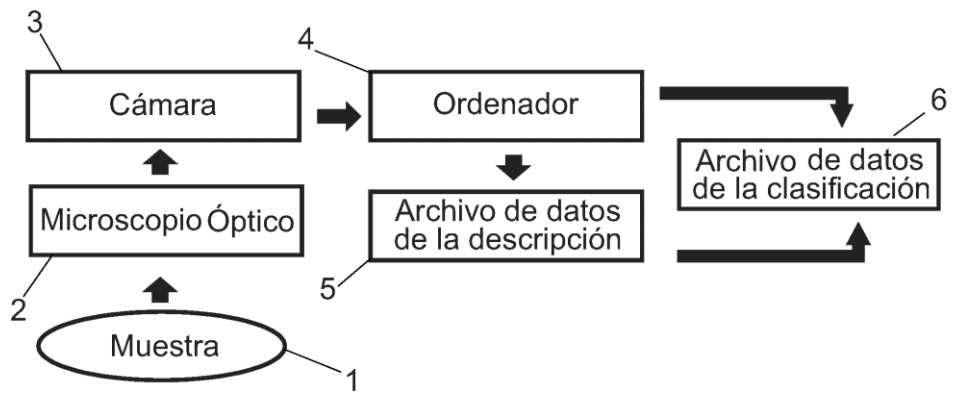 3
Cámara
4
Ordenador
6
Archivo de datos
de la clasificación
Microscopio Óptico
2
Archivo de datos
de la descripción
5
Muestra
1